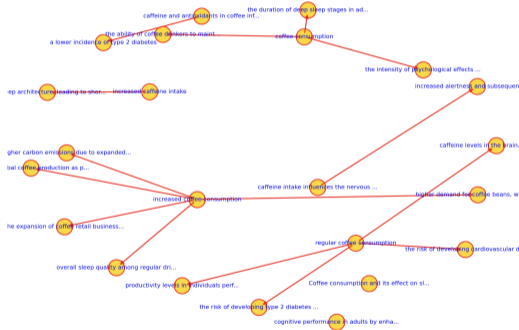 the duration of deep sleep stages in ad...
caffeine and antioxidants in coffee inf...
the ability of coffee drinkers to maint...
coffee consumption
a lower incidence of type 2 diabetes
the intensity of psychological effects ...
increased alertness and subsequen
ep architecture leading to shor...
increased caffeine intake
caffeine levels in the brain,
gher carbon emissions due to expanded...
bal coffee production as p...
caffeine intake influences the nervous ...
higher demand for coffee beans, w
increased coffee consumption
he expansion of coffee retail business...
regular coffee consumption
the risk of developing cardiovascular d
overall sleep quality among regular dri...
productivity levels in individuals perf...
Coffee consumption and its effect on sl...
the risk of developing type 2 diabetes ...
cognitive performance in adults by enha...